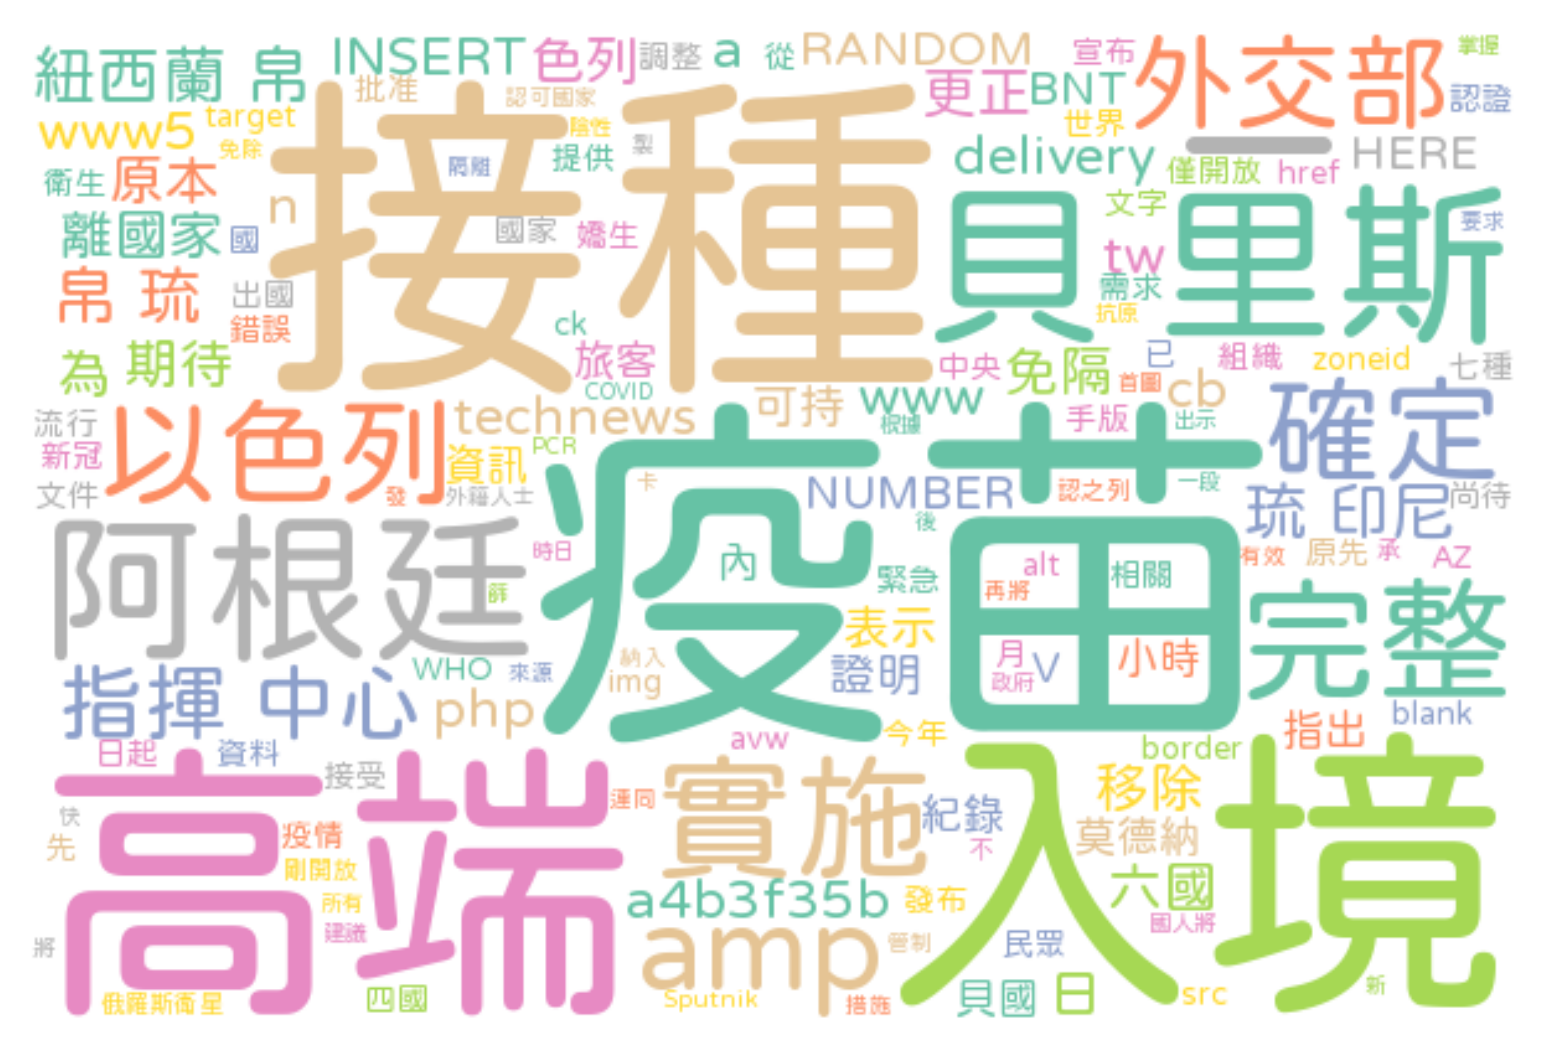 紐西蘭 帛
INSERT
色列
調整
a
從
RANDOM
宣布
外交部
掌握
批准
認可國家
更正
BNT
認證
www5
target
免除
接種
陰性
製
世界
隔離
提供
delivery
一
HERE
衛生
原本
僅開放
href
n
文字
貝里斯
離國家
國
國家
嬌生
tw
要求
帛 琉
出國
錯誤
需求
抗原
ck
旅客
為
期待
COVID
中央
免隔
首圖
已
組織
zoneid
七種
cb
流行
以色列
technews
可持
www
根據
手版
出示
確定
新冠
資訊
PCR
文件
發
外籍人士
卡
疫苗
NUMBER
認之列
一段
琉 印尼
尚待
後
阿根廷
時日
內
緊急
alt
再將
相關
有效
原先
承
AZ
篩
表示
完整
指揮 中心
WHO
來源
納入
img
證明
月
政府
V
小時
php
blank
指出
日起
資料
avw
今年
border
接受
高端
實施
入境
移除
快
先
疫情
連同
紀錄
不
莫德納
剛開放
所有
建議
a4b3f35b
發布
六國
國人將
將
amp
管制
民眾
俄羅斯衛星
四國
Sputnik
措施
貝國
日
src
新